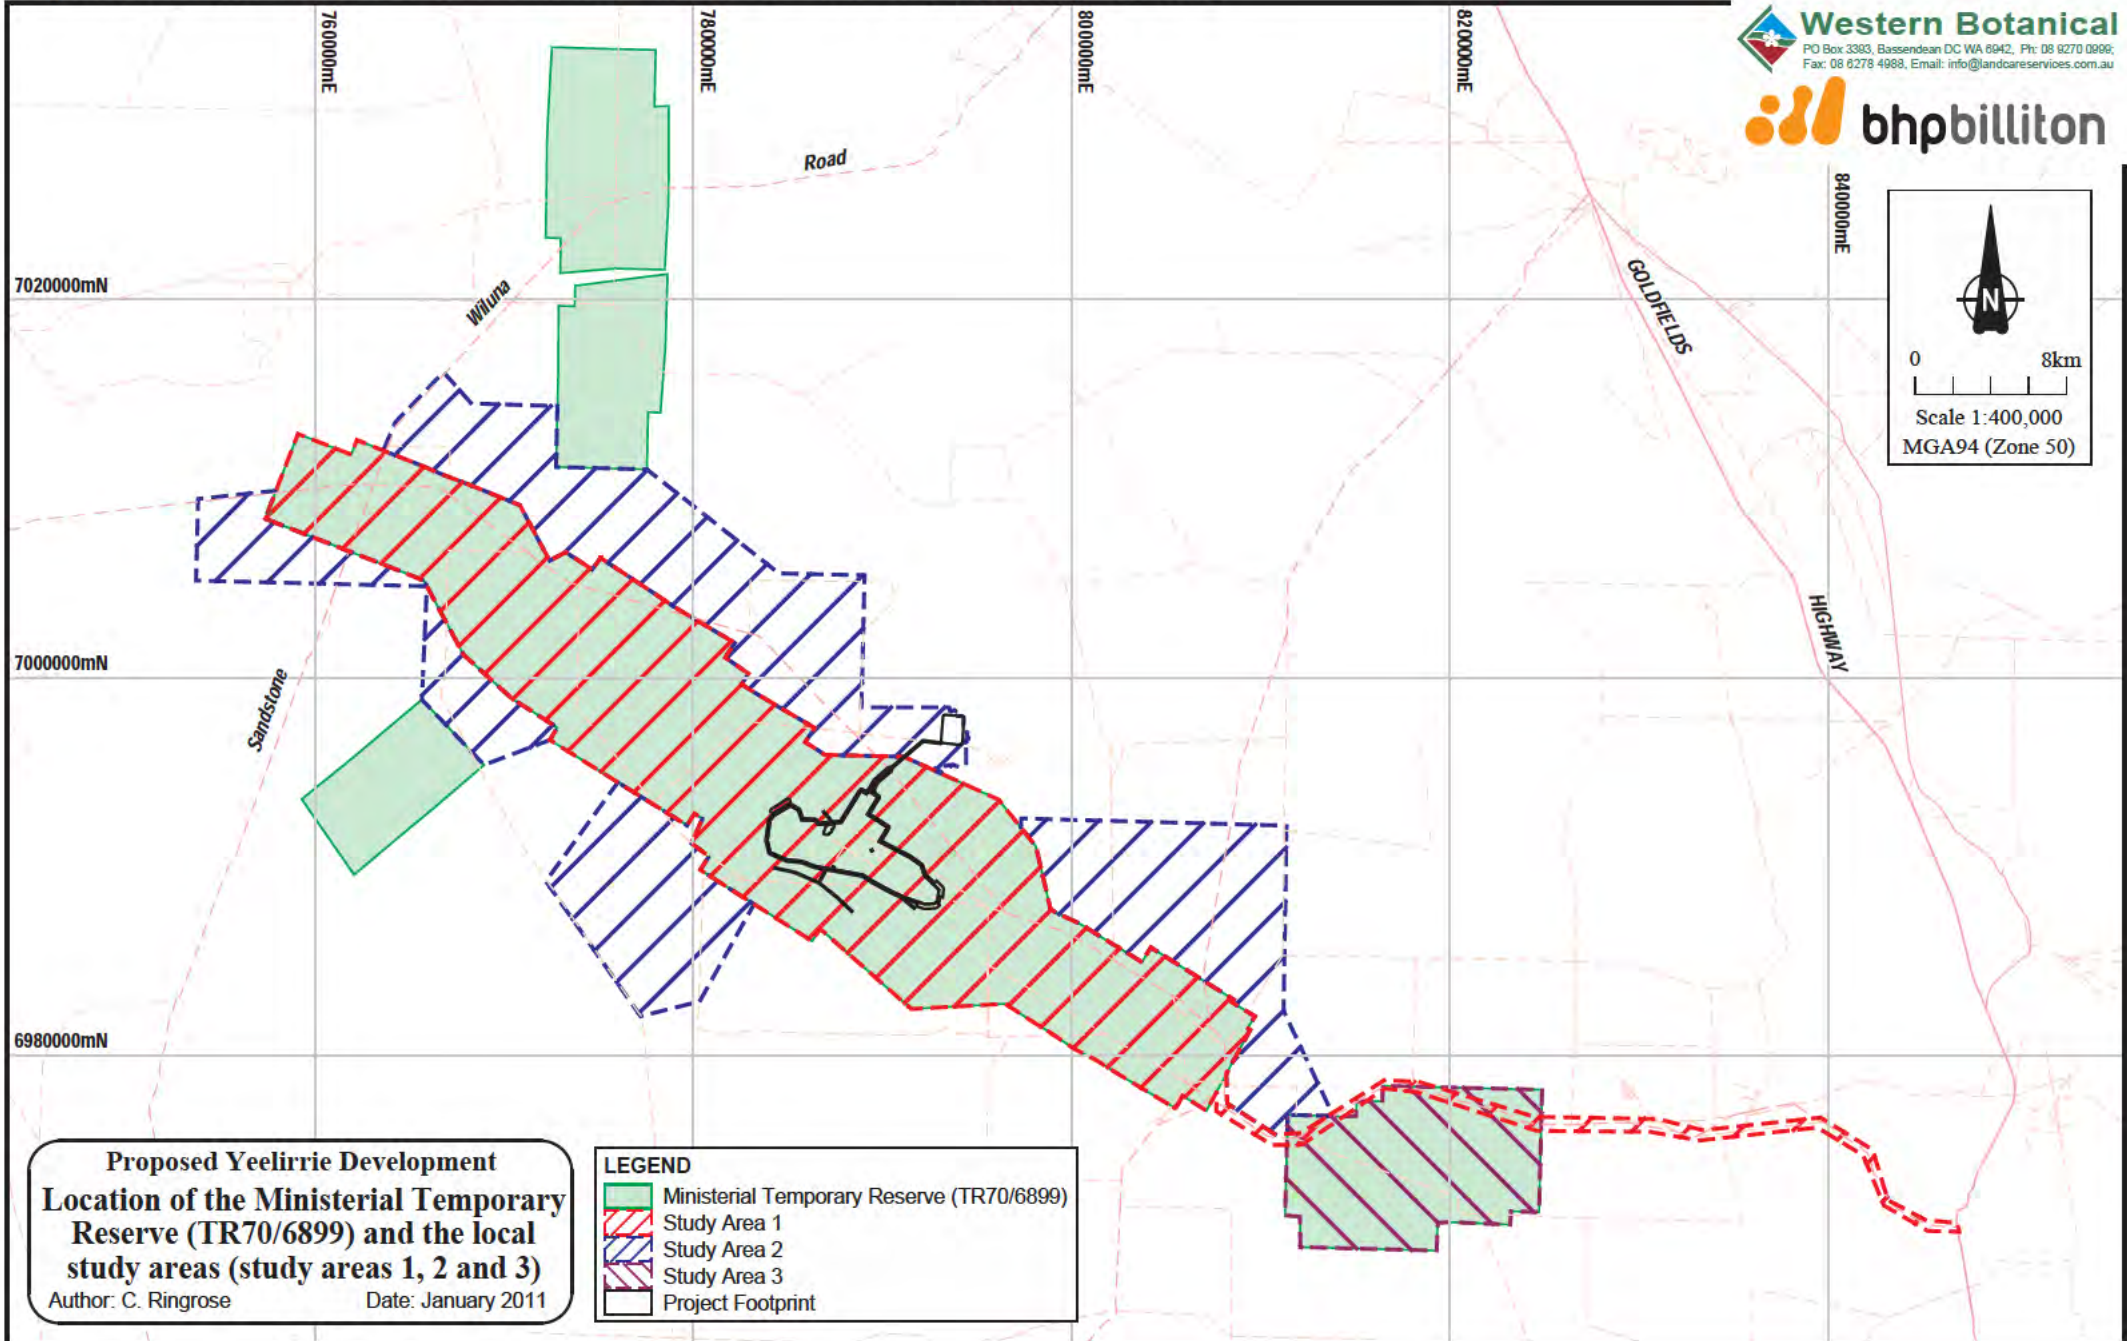 760000mE
780000mE
800000mE
820000mE
Western Botanical
PO Box 3393, Bassendean DC WA 6942, Ph: 08 9270 0999;
Fax: 08 6278 4988, Email: info@landcareservices.com.au
bhpbilliton
840000mE
N
0 8km
Scale 1:400,000
MGA94 (Zone 50)
Road
Wiluna
7020000mN
GOLDFIELDS
HIGHWAY
7000000mN
Sandstone
6980000mN
Proposed Yeelirrie Development
Location of the Ministerial Temporary
Reserve (TR70/6899) and the local
study areas (study areas 1, 2 and 3)
Author: C. Ringrose Date: January 2011
LEGEND
Ministerial Temporary Reserve (TR70/6899)
Study Area 1
Study Area 2
Study Area 3
Project Footprint